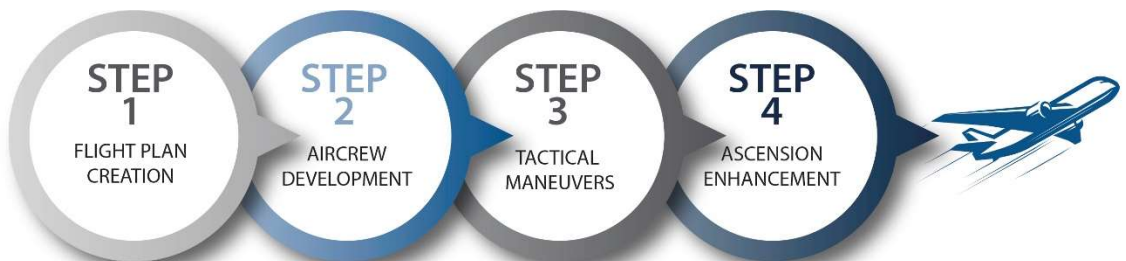 STEP
1
FLIGHT PLAN
CREATION
STEP
2
AIRCREW
DEVELOPMENT
STEP
3
TACTICAL
MANEUVERS
STEP
4
ASCENSION
ENHANCEMENT